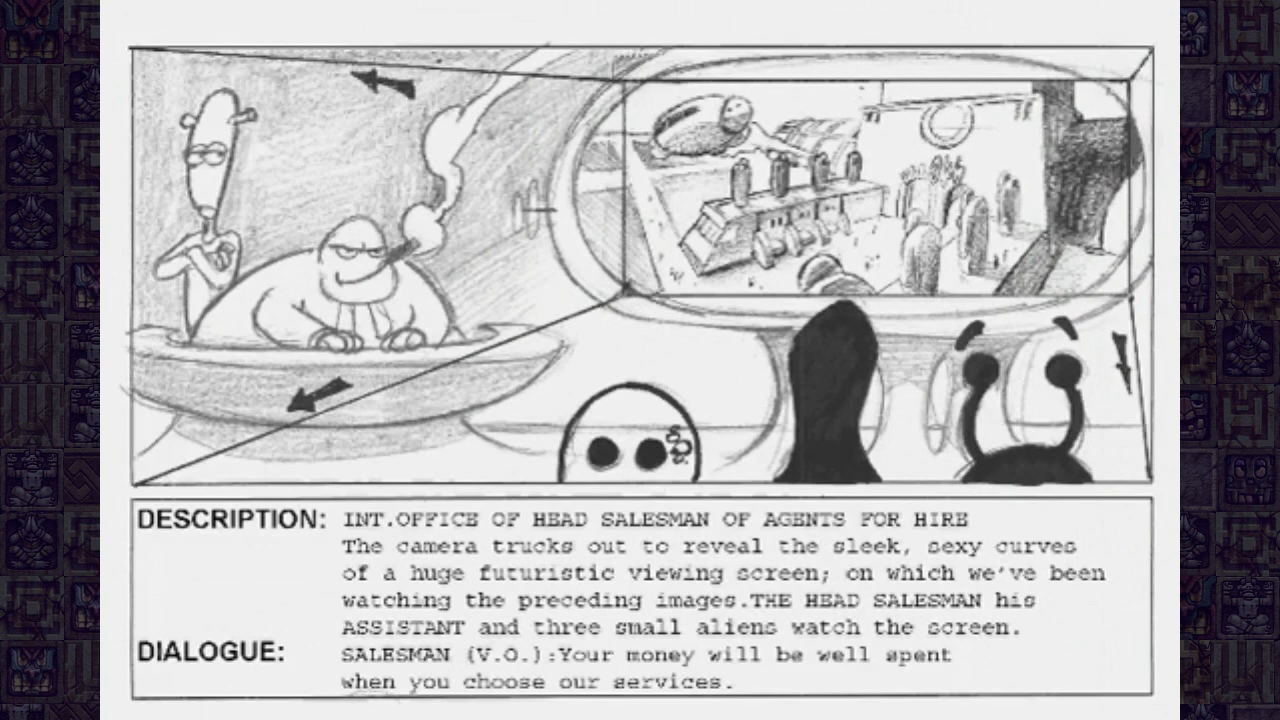 DESCRIPTION: INT.OFFICE OF HEAD SALESMAN OF AGENTS FOR HIRE
The camera trucks out to reveal the sleek, sexy curves
of a huge futuristic viewing screen; on which we've been
watching the preceding images.THE HEAD SALESMAN his
ASSISTANT and three small aliens watch the screen.
DIALOGUE: SALESMAN (V.O.):Your money will be well spent
when you choose our services.